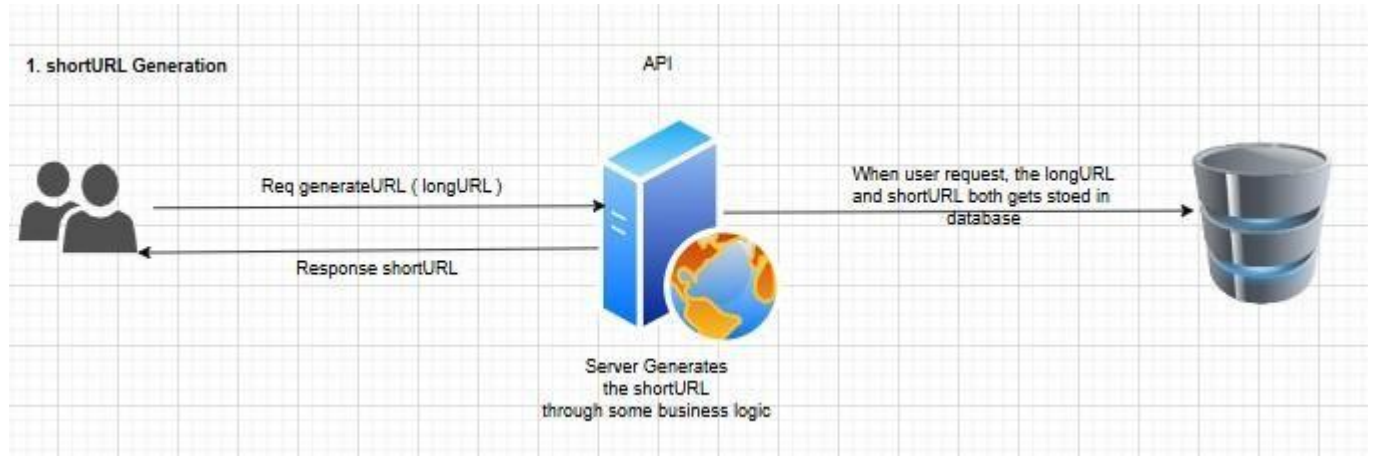 1. shortURL Generation
API
Req generateURL ( longURL )
Response shortURL
When user request, the longURL
and shortURL both gets stoed in
database
Server Generates
the shortURL
through some business logic